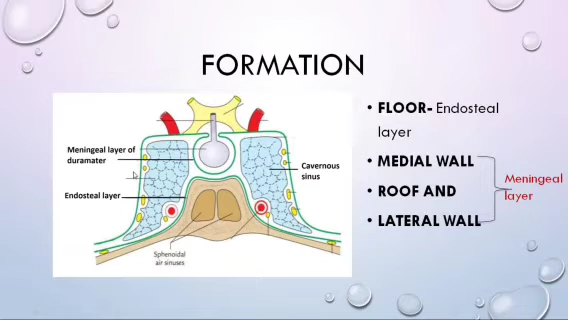 FORMATION
Meningeal layer of
duramater
Endosteal layer
Cavernous
sinus
Sphenoidal
air sinuses
• FLOOR- Endosteal
layer
• MEDIAL WALL
• ROOF AND
• LATERAL WALL
Meningeal
layer